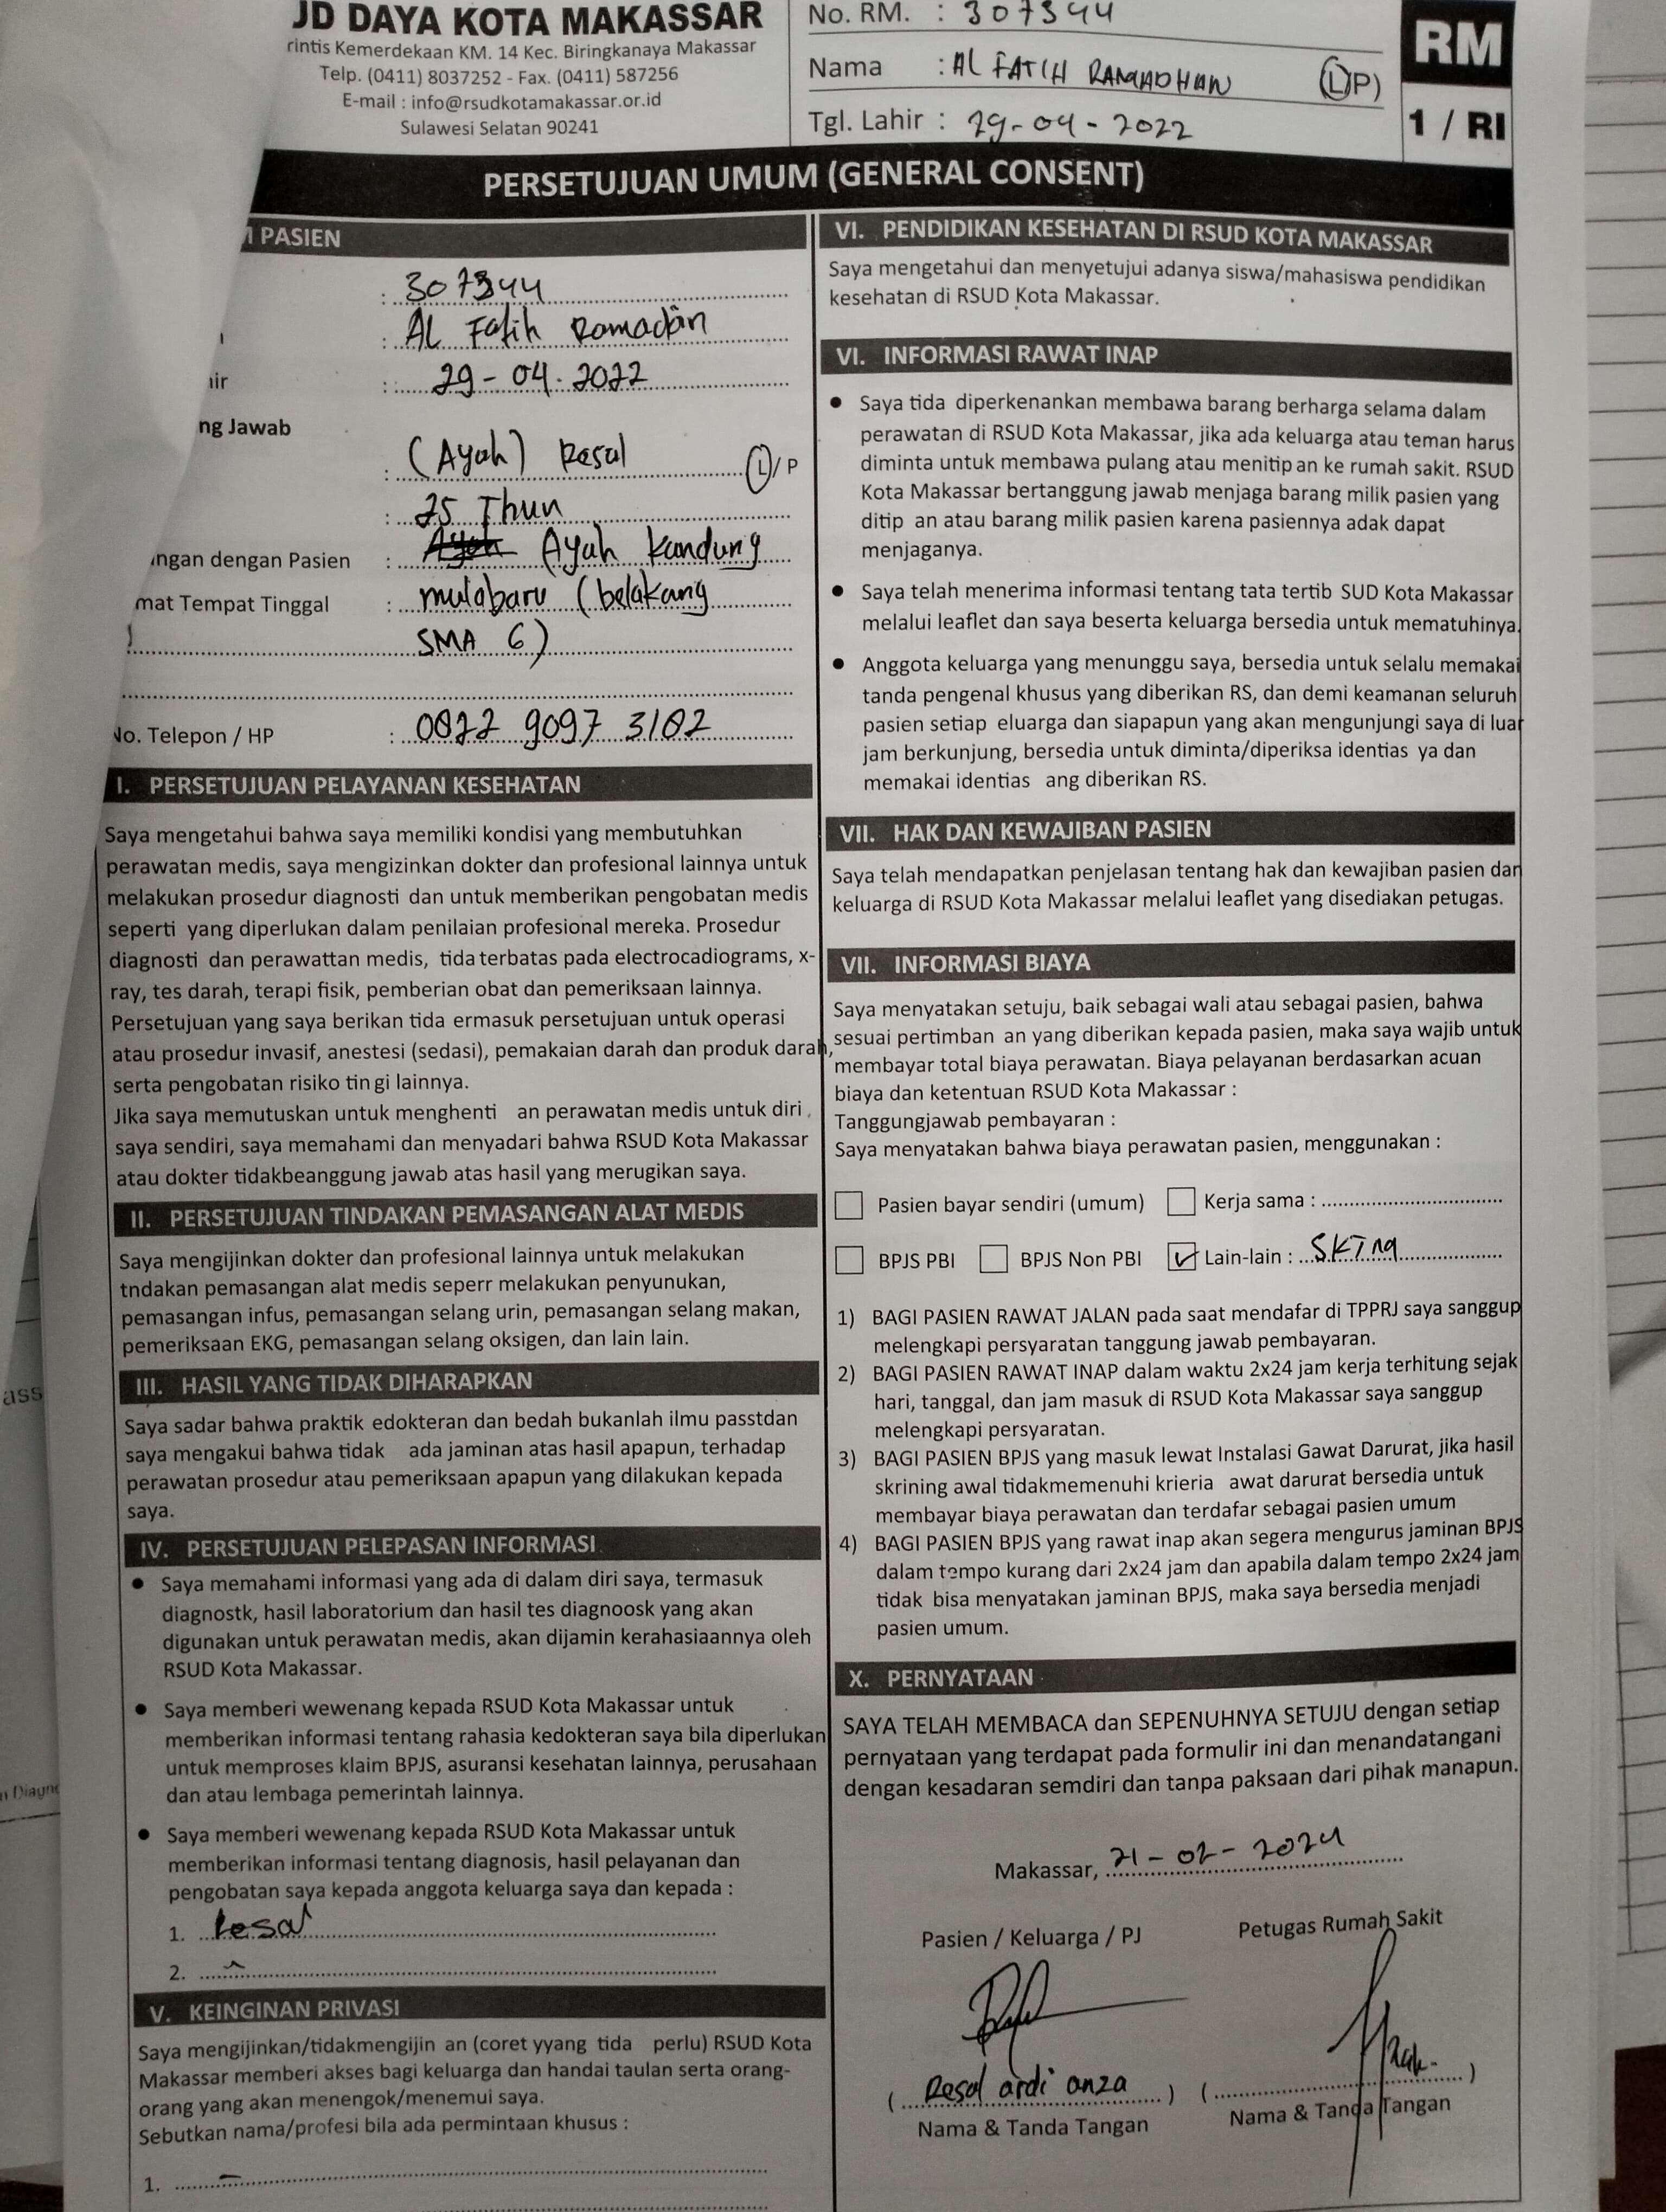 JD DAYA KOTA MAKASSAR
rintis Kemerdekaan KM. 14 Kec. Biringkanaya Makassar
Telp. (0411) 8037252 - Fax. (0411) 587256
E-mail : info@rsudkotamakassar.or.id
Sulawesi Selatan 90241
No. RM. : 307344
Nama : AL FATIH RAMADHAN (L/P)
Tgl. Lahir : 29-04-2022
RM
1 / RI
PERSETUJUAN UMUM (GENERAL CONSENT)
PASIEN
: 307344
: AL Fatih Ramadan
ir : 29-04-2022
ng Jawab
: (Ayah) Resal L/P
: 25 Thun
ngan dengan Pasien : Ayah Kandung
mat Tempat Tinggal : mulabaru (belakang
SMA 6)
No. Telepon / HP : 0822 9097 3182
I. PERSETUJUAN PELAYANAN KESEHATAN
Saya mengetahui bahwa saya memiliki kondisi yang membutuhkan
perawatan medis, saya mengizinkan dokter dan profesional lainnya untuk
melakukan prosedur diagnosti dan untuk memberikan pengobatan medis
seperti yang diperlukan dalam penilaian profesional mereka. Prosedur
diagnosti dan perawattan medis, tida terbatas pada electrocadiograms, x-
ray, tes darah, terapi fisik, pemberian obat dan pemeriksaan lainnya.
Persetujuan yang saya berikan tida ermasuk persetujuan untuk operasi
atau prosedur invasif, anestesi (sedasi), pemakaian darah dan produk darah,
serta pengobatan risiko tin gi lainnya.
Jika saya memutuskan untuk menghenti an perawatan medis untuk diri
saya sendiri, saya memahami dan menyadari bahwa RSUD Kota Makassar
atau dokter tidakbeanggung jawab atas hasil yang merugikan saya.
II. PERSETUJUAN TINDAKAN PEMASANGAN ALAT MEDIS
Saya mengijinkan dokter dan profesional lainnya untuk melakukan
tndakan pemasangan alat medis seperr melakukan penyunukan,
pemasangan infus, pemasangan selang urin, pemasangan selang makan,
pemeriksaan EKG, pemasangan selang oksigen, dan lain lain.
III. HASIL YANG TIDAK DIHARAPKAN
Saya sadar bahwa praktik edokteran dan bedah bukanlah ilmu passtdan
saya mengakui bahwa tidak ada jaminan atas hasil apapun, terhadap
perawatan prosedur atau pemeriksaan apapun yang dilakukan kepada
saya.
IV. PERSETUJUAN PELEPASAN INFORMASI
• Saya memahami informasi yang ada di dalam diri saya, termasuk
diagnostk, hasil laboratorium dan hasil tes diagnoosk yang akan
digunakan untuk perawatan medis, akan dijamin kerahasiaannya oleh
RSUD Kota Makassar.
• Saya memberi wewenang kepada RSUD Kota Makassar untuk
memberikan informasi tentang rahasia kedokteran saya bila diperlukan
untuk memproses klaim BPJS, asuransi kesehatan lainnya, perusahaan
dan atau lembaga pemerintah lainnya.
• Saya memberi wewenang kepada RSUD Kota Makassar untuk
memberikan informasi tentang diagnosis, hasil pelayanan dan
pengobatan saya kepada anggota keluarga saya dan kepada :
1. Resal
2.
V. KEINGINAN PRIVASI
Saya mengijinkan/tidakmengijin an (coret yyang tida perlu) RSUD Kota
Makassar memberi akses bagi keluarga dan handai taulan serta orang-
orang yang akan menengok/menemui saya.
Sebutkan nama/profesi bila ada permintaan khusus :
1. –
VI. PENDIDIKAN KESEHATAN DI RSUD KOTA MAKASSAR
Saya mengetahui dan menyetujui adanya siswa/mahasiswa pendidikan
kesehatan di RSUD Kota Makassar.
VI. INFORMASI RAWAT INAP
• Saya tida diperkenankan membawa barang berharga selama dalam
perawatan di RSUD Kota Makassar, jika ada keluarga atau teman harus
diminta untuk membawa pulang atau menitip an ke rumah sakit. RSUD
Kota Makassar bertanggung jawab menjaga barang milik pasien yang
ditip an atau barang milik pasien karena pasiennya adak dapat
menjaganya.
• Saya telah menerima informasi tentang tata tertib SUD Kota Makassar
melalui leaflet dan saya beserta keluarga bersedia untuk mematuhinya.
• Anggota keluarga yang menunggu saya, bersedia untuk selalu memakai
tanda pengenal khusus yang diberikan RS, dan demi keamanan seluruh
pasien setiap eluarga dan siapapun yang akan mengunjungi saya di luar
jam berkunjung, bersedia untuk diminta/diperiksa identias ya dan
memakai identias ang diberikan RS.
VII. HAK DAN KEWAJIBAN PASIEN
Saya telah mendapatkan penjelasan tentang hak dan kewajiban pasien dan
keluarga di RSUD Kota Makassar melalui leaflet yang disediakan petugas.
VII. INFORMASI BIAYA
Saya menyatakan setuju, baik sebagai wali atau sebagai pasien, bahwa
sesuai pertimban an yang diberikan kepada pasien, maka saya wajib untuk
membayar total biaya perawatan. Biaya pelayanan berdasarkan acuan
biaya dan ketentuan RSUD Kota Makassar :
Tanggungjawab pembayaran :
Saya menyatakan bahwa biaya perawatan pasien, menggunakan :
Pasien bayar sendiri (umum) Kerja sama :
BPJS PBI BPJS Non PBI Lain-lain : SKTM
1) BAGI PASIEN RAWAT JALAN pada saat mendafar di TPPRJ saya sanggup
melengkapi persyaratan tanggung jawab pembayaran.
2) BAGI PASIEN RAWAT INAP dalam waktu 2x24 jam kerja terhitung sejak
hari, tanggal, dan jam masuk di RSUD Kota Makassar saya sanggup
melengkapi persyaratan.
3) BAGI PASIEN BPJS yang masuk lewat Instalasi Gawat Darurat, jika hasil
skrining awal tidakmemenuhi krieria awat darurat bersedia untuk
membayar biaya perawatan dan terdafar sebagai pasien umum
4) BAGI PASIEN BPJS yang rawat inap akan segera mengurus jaminan BPJS
dalam tempo kurang dari 2x24 jam dan apabila dalam tempo 2x24 jam
tidak bisa menyatakan jaminan BPJS, maka saya bersedia menjadi
pasien umum.
X. PERNYATAAN
SAYA TELAH MEMBACA dan SEPENUHNYA SETUJU dengan setiap
pernyataan yang terdapat pada formulir ini dan menandatangani
dengan kesadaran semdiri dan tanpa paksaan dari pihak manapun.
Makassar, 21-02-2024
Pasien / Keluarga / PJ Petugas Rumah Sakit
( Resal ardi anza ) ( )
Nama & Tanda Tangan Nama & Tanda Tangan
ass
n Diagn